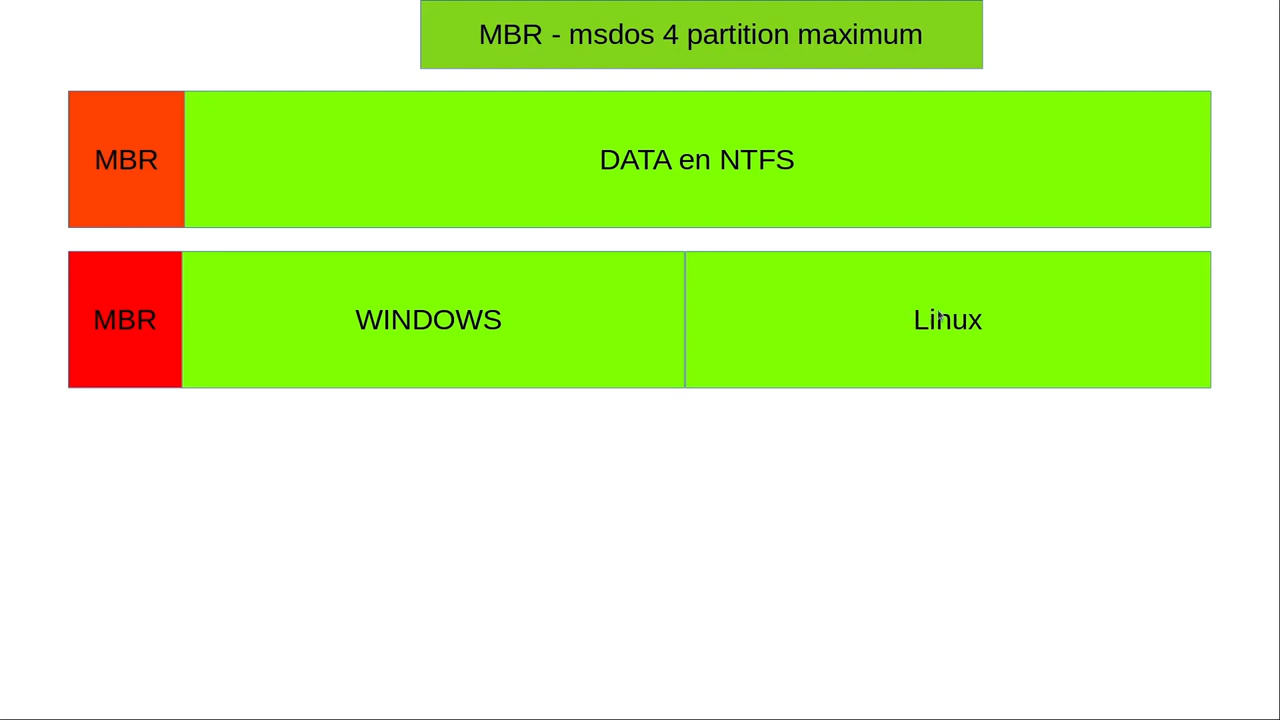 MBR - msdos 4 partition maximum
MBR
DATA en NTFS
MBR
WINDOWS
Linux